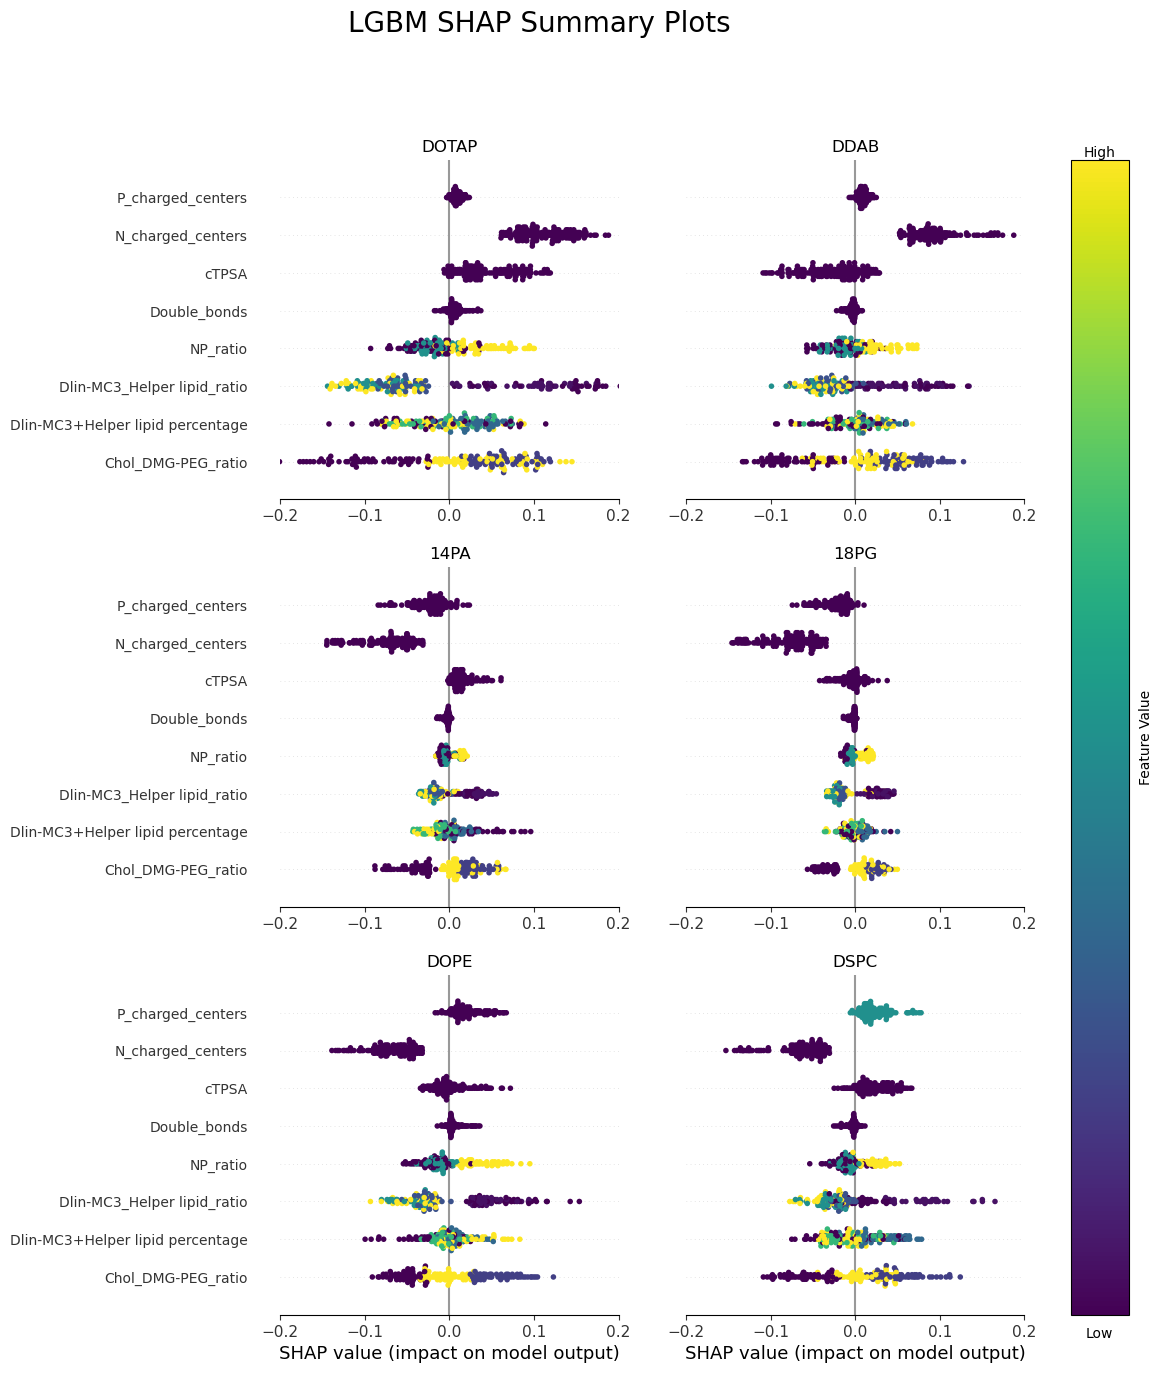 LGBM SHAP Summary Plots
DOTAP
DDAB
High
P_charged_centers
N_charged_centers
cTPSA
Double_bonds
NP_ratio
Dlin-MC3_Helper lipid_ratio
Dlin-MC3+Helper lipid percentage
Chol_DMG-PEG_ratio
−0.2 −0.1 0.0 0.1 0.2
−0.2 −0.1 0.0 0.1 0.2
14PA
18PG
P_charged_centers
N_charged_centers
cTPSA
Double_bonds
NP_ratio
Dlin-MC3_Helper lipid_ratio
Dlin-MC3+Helper lipid percentage
Chol_DMG-PEG_ratio
−0.2 −0.1 0.0 0.1 0.2
−0.2 −0.1 0.0 0.1 0.2
Feature Value
DOPE
DSPC
P_charged_centers
N_charged_centers
cTPSA
Double_bonds
NP_ratio
Dlin-MC3_Helper lipid_ratio
Dlin-MC3+Helper lipid percentage
Chol_DMG-PEG_ratio
−0.2 −0.1 0.0 0.1 0.2
−0.2 −0.1 0.0 0.1 0.2
Low
SHAP value (impact on model output)
SHAP value (impact on model output)